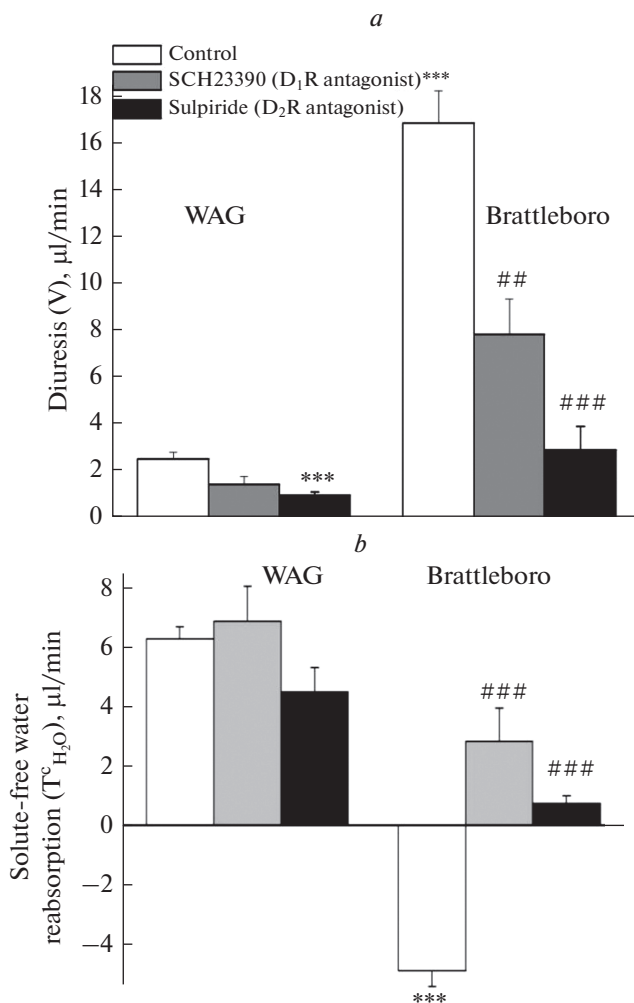 a
Control
SCH23390 (D₁R antagonist)***
Sulpiride (D₂R antagonist)
18
16
14
12
10
8
6
4
2
0
Diuresis (V), µl/min
WAG
Brattleboro
***
##
###
b
WAG
Brattleboro
8
6
4
2
0
−2
−4
Solute-free water
reabsorption (TᶜH₂O), µl/min
###
###
***